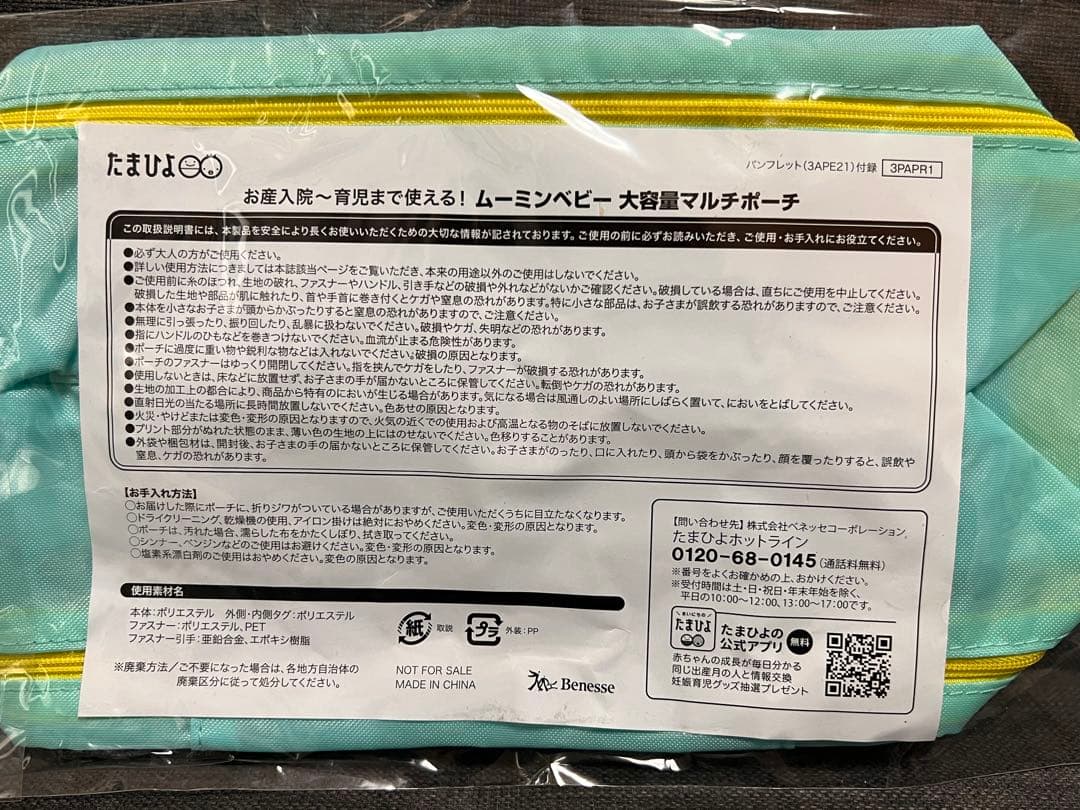 たまひよ
パンフレット(3APE21)付録 3PAPR1
お産入院～育児まで使える! ムーミンベビー 大容量マルチポーチ
この取扱説明書には、本製品を安全により長くお使いいただくための大切な情報が記されております。ご使用の前に必ずお読みいただき、ご使用・お手入れにお役立てください。
●必ず大人の方がご使用ください。
●詳しい使用方法につきましては本誌該当ページをご覧いただき、本来の用途以外のご使用はしないでください。
●ご使用前に糸のほつれ、生地の破れ、ファスナーやハンドル、引き手などの破損や外れなどがないかご確認ください。破損している場合は、直ちにご使用を中止してください。
破損した生地や部品が肌に触れたり、首や手首に巻き付くとケガや窒息の恐れがあります。特に小さな部品は、お子さまが誤飲する恐れがありますので、ご注意ください。
●本体を小さなお子さまが頭からかぶったりすると窒息の恐れがありますので、ご注意ください。
●無理に引っ張ったり、振り回したり、乱暴に扱わないでください。破損やケガ、失明などの恐れがあります。
●指にハンドルのひもなどを巻きつけないでください。血流が止まる危険性があります。
●ポーチに過度に重い物や鋭利な物などは入れないでください。破損の原因となります。
●ポーチのファスナーはゆっくり開閉してください。指を挟んでケガをしたり、ファスナーが破損する恐れがあります。
●使用しないときは、床などに放置せず、お子さまの手が届かないところに保管してください。転倒やケガの恐れがあります。
●生地の加工上の都合により、商品から特有のにおいが生じる場合があります。気になる場合は風通しのよい場所にしばらく置いて、においをとばしてください。
●直射日光の当たる場所に長時間放置しないでください。色あせの原因となります。
●火災・やけどまたは変色・変形の原因となりますので、火気の近くでの使用および高温となる物のそばに放置しないでください。
●プリント部分がぬれた状態のまま、薄い色の生地の上にはのせないでください。色移りすることがあります。
●外袋や梱包材は、開封後、お子さまの手の届かないところに保管してください。お子さまがのったり、口に入れたり、頭から袋をかぶったり、顔を覆ったりすると、誤飲や
窒息、ケガの恐れがあります。
【お手入れ方法】
○お届けした際にポーチに、折りジワがついている場合がありますが、ご使用いただくうちに目立たなくなります。
○ドライクリーニング、乾燥機の使用、アイロン掛けは絶対におやめください。変色・変形の原因となります。
○ポーチは、汚れた場合、濡らした布をかたくしぼり、拭き取ってください。
○シンナー、ベンジンなどのご使用はお避けください。変色・変形の原因となります。
○塩素系漂白剤のご使用はおやめください。変色の原因となります。
使用素材名
本体:ポリエステル 外側・内側タグ:ポリエステル
ファスナー:ポリエステル、PET
ファスナー引手:亜鉛合金、エポキシ樹脂
※廃棄方法／ご不要になった場合は、各地方自治体の
廃棄区分に従って処分してください。
紙 取説 プラ 外装:PP
NOT FOR SALE
MADE IN CHINA
Benesse
【問い合わせ先】株式会社ベネッセコーポレーション
たまひよホットライン
0120-68-0145(通話料無料)
※番号をよくお確かめの上、おかけください。
※受付時間は土・日・祝日・年末年始を除く、
平日の10:00～12:00、13:00～17:00です。
まいにちの
たまひよ
たまひよの
公式アプリ 無料
赤ちゃんの成長が毎日分かる
同じ出産月の人と情報交換
妊娠育児グッズ抽選プレゼント